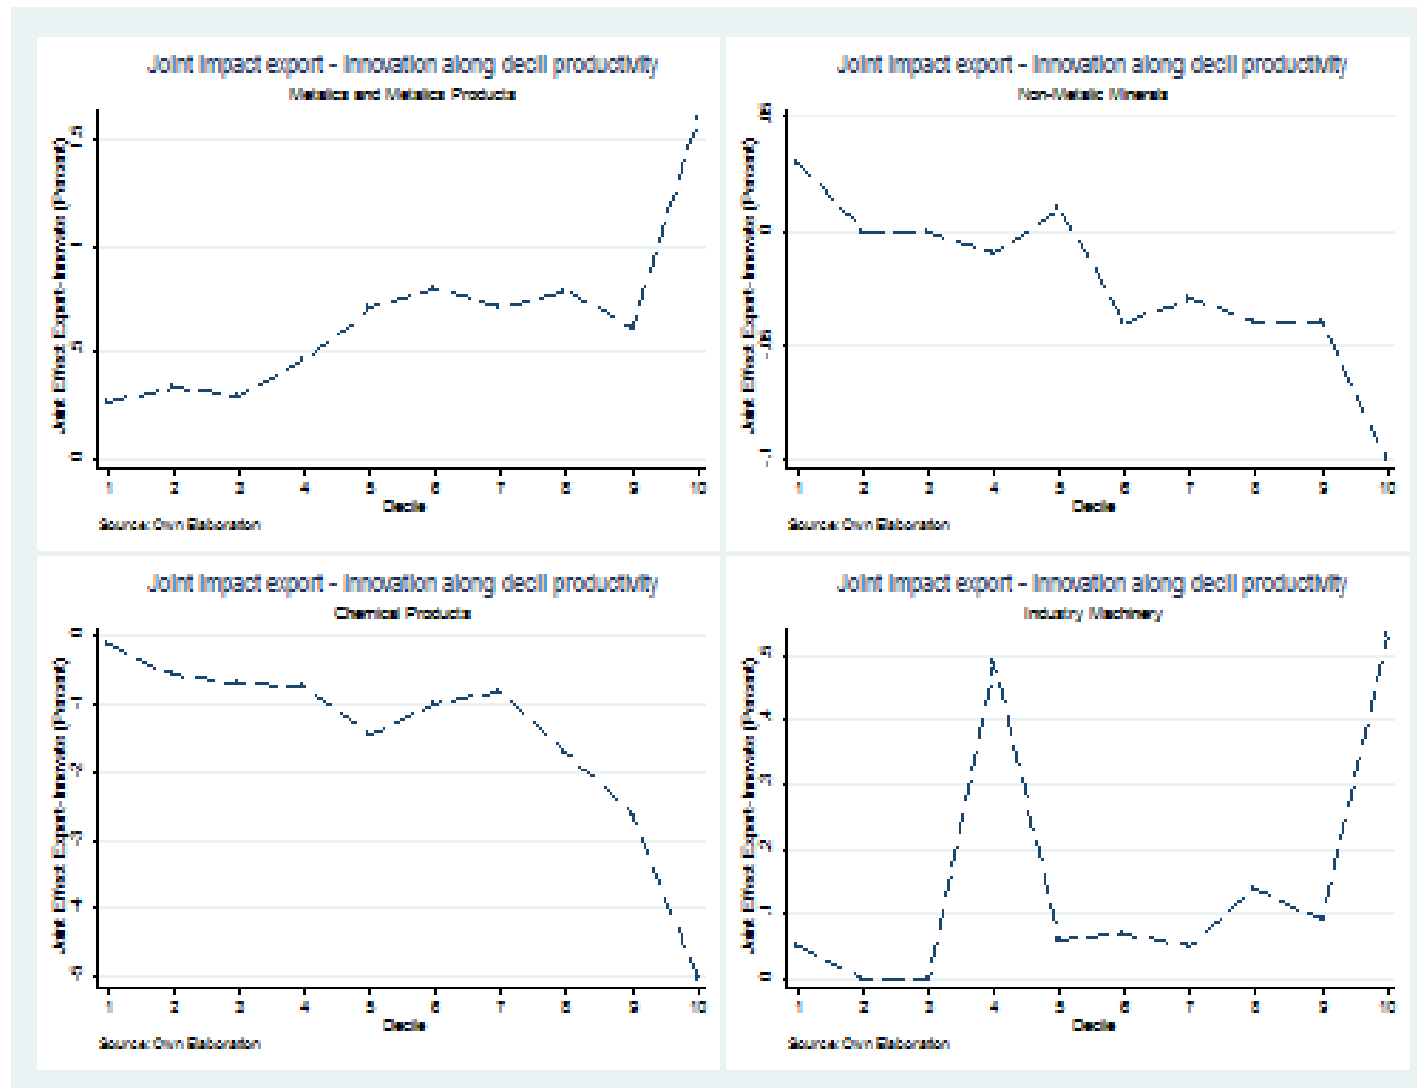 Joint Impact export - Innovation along decil productivity
Metalics and Metalics Products
Joint Effect Export- Innovate (Percent)
1.5
1
.5
0
1 2 3 4 5 6 7 8 9 10
Decile
Source: Own Elaboration
Joint Impact export - Innovation along decil productivity
Non-Metalic Minerals
Joint Effect Export- Innovate (Percent)
.05
0
-.05
-.1
1 2 3 4 5 6 7 8 9 10
Decile
Source: Own Elaboration
Joint Impact export - Innovation along decil productivity
Chemical Products
Joint Effect Export- Innovate (Percent)
0
-1
-2
-3
-4
-5
1 2 3 4 5 6 7 8 9 10
Decile
Source: Own Elaboration
Joint Impact export - Innovation along decil productivity
Industry Machinery
Joint Effect Export- Innovate (Percent)
.5
.4
.3
.2
.1
0
1 2 3 4 5 6 7 8 9 10
Decile
Source: Own Elaboration